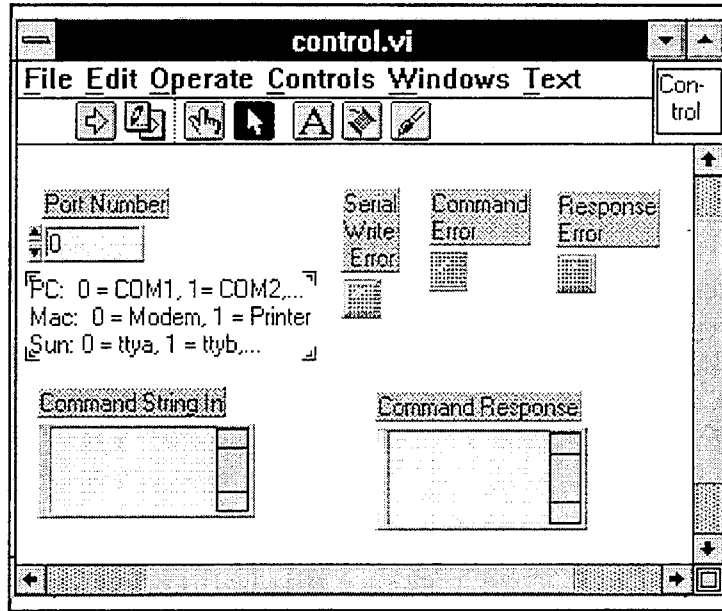 control.vi
File Edit Operate Controls Windows Text
Con-
trol
A
Port Number
0
PC: 0 = COM1, 1= COM2,...
Mac: 0 = Modem, 1 = Printer
Sun: 0 = ttya, 1 = ttyb,...
Serial
Write
Error
Command
Error
Response
Error
Command String In
Command Response